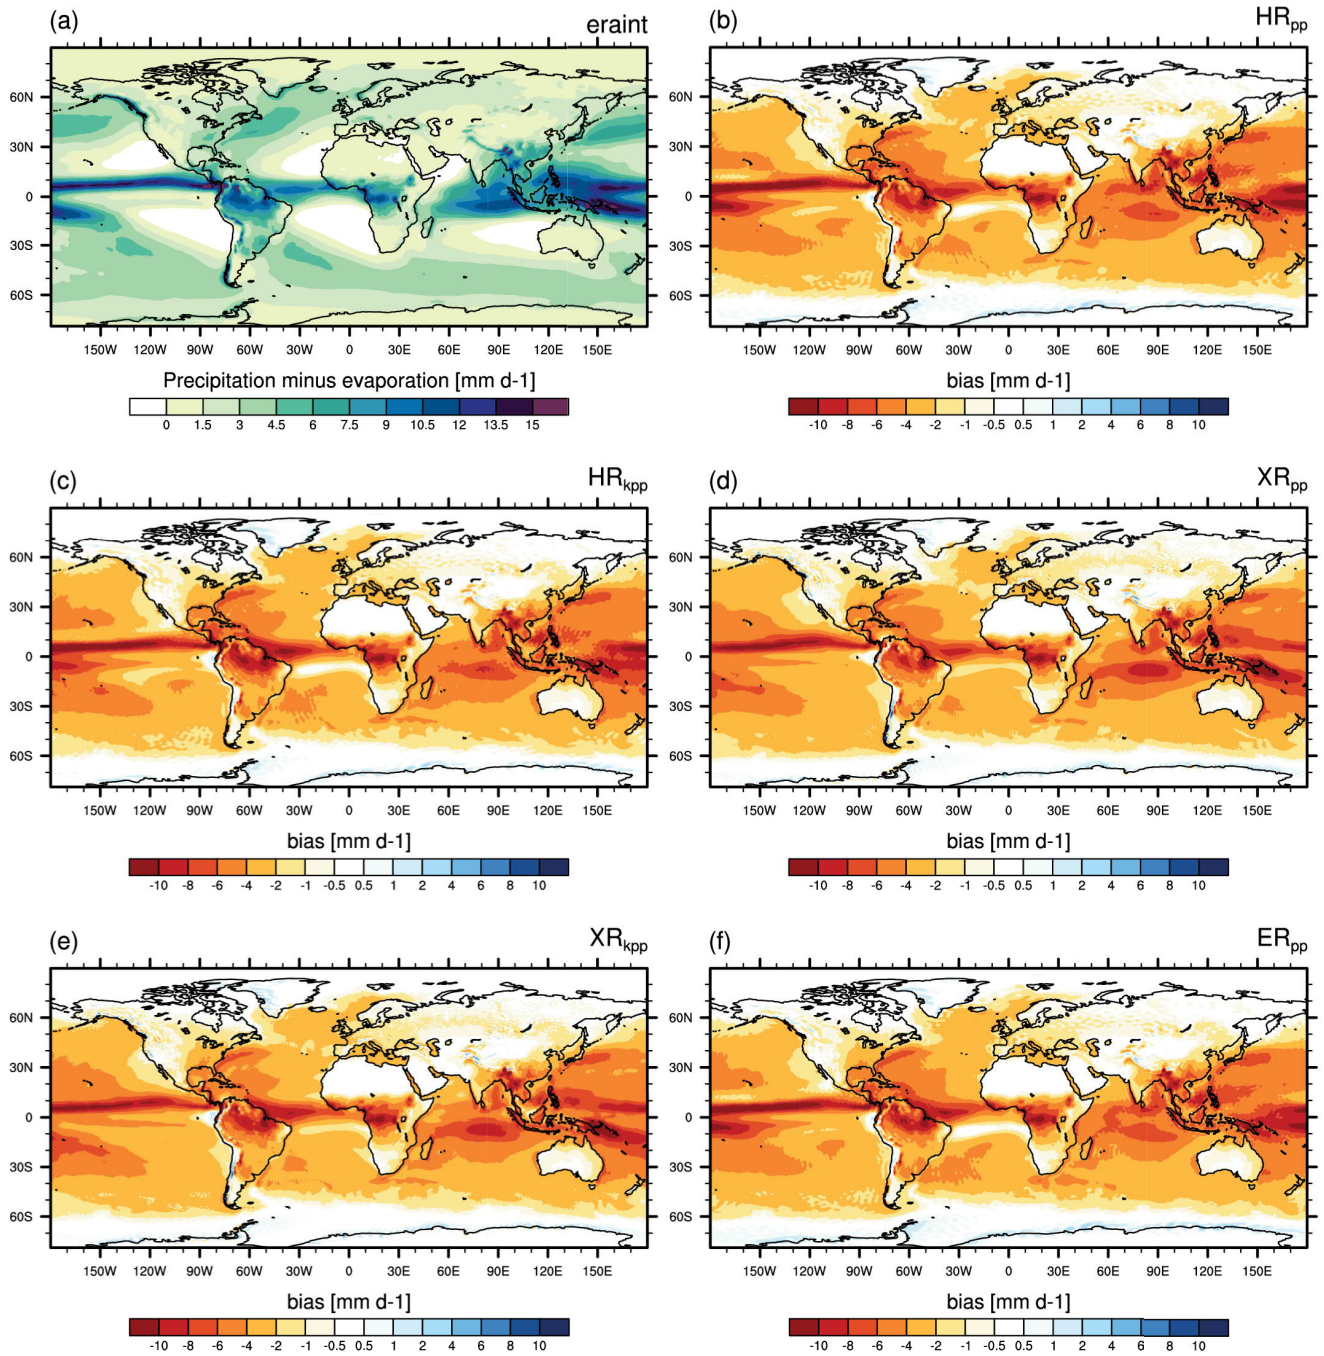 (a) eraint
60N
30N
0
30S
60S
150W 120W 90W 60W 30W 0 30E 60E 90E 120E 150E
Precipitation minus evaporation [mm d-1]
0 1.5 3 4.5 6 7.5 9 10.5 12 13.5 15
(b) HRpp
60N
30N
0
30S
60S
150W 120W 90W 60W 30W 0 30E 60E 90E 120E 150E
bias [mm d-1]
-10 -8 -6 -4 -2 -1 -0.5 0.5 1 2 4 6 8 10
(c) HRkpp
60N
30N
0
30S
60S
150W 120W 90W 60W 30W 0 30E 60E 90E 120E 150E
bias [mm d-1]
-10 -8 -6 -4 -2 -1 -0.5 0.5 1 2 4 6 8 10
(d) XRpp
60N
30N
0
30S
60S
150W 120W 90W 60W 30W 0 30E 60E 90E 120E 150E
bias [mm d-1]
-10 -8 -6 -4 -2 -1 -0.5 0.5 1 2 4 6 8 10
(e) XRkpp
60N
30N
0
30S
60S
150W 120W 90W 60W 30W 0 30E 60E 90E 120E 150E
bias [mm d-1]
-10 -8 -6 -4 -2 -1 -0.5 0.5 1 2 4 6 8 10
(f) ERpp
60N
30N
0
30S
60S
150W 120W 90W 60W 30W 0 30E 60E 90E 120E 150E
bias [mm d-1]
-10 -8 -6 -4 -2 -1 -0.5 0.5 1 2 4 6 8 10